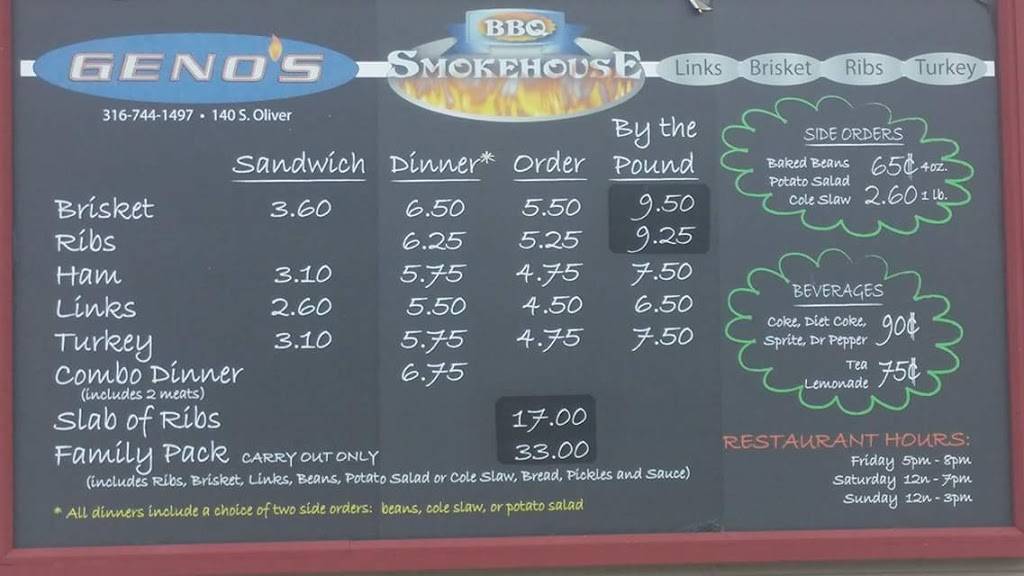 GENO'S
BBQ
SMOKEHOUSE
Links Brisket Ribs Turkey
316-744-1497 • 140 S. Oliver
Sandwich Dinner* Order By the Pound
Brisket 3.60 6.50 5.50 9.50
Ribs 6.25 5.25 9.25
Ham 3.10 5.75 4.75 7.50
Links 2.60 5.50 4.50 6.50
Turkey 3.10 5.75 4.75 7.50
Combo Dinner 6.75
(includes 2 meats)
Slab of Ribs 17.00
Family Pack CARRY OUT ONLY 33.00
(includes Ribs, Brisket, Links, Beans, Potato Salad or Cole Slaw, Bread, Pickles and Sauce)
* All dinners include a choice of two side orders: beans, cole slaw, or potato salad
SIDE ORDERS
Baked Beans 65¢ 4oz.
Potato Salad
Cole Slaw 2.60 1 lb.
BEVERAGES
Coke, Diet Coke, 90¢
Sprite, Dr Pepper
Tea 75¢
Lemonade
RESTAURANT HOURS:
Friday 5pm - 8pm
Saturday 12n - 7pm
Sunday 12n - 3pm